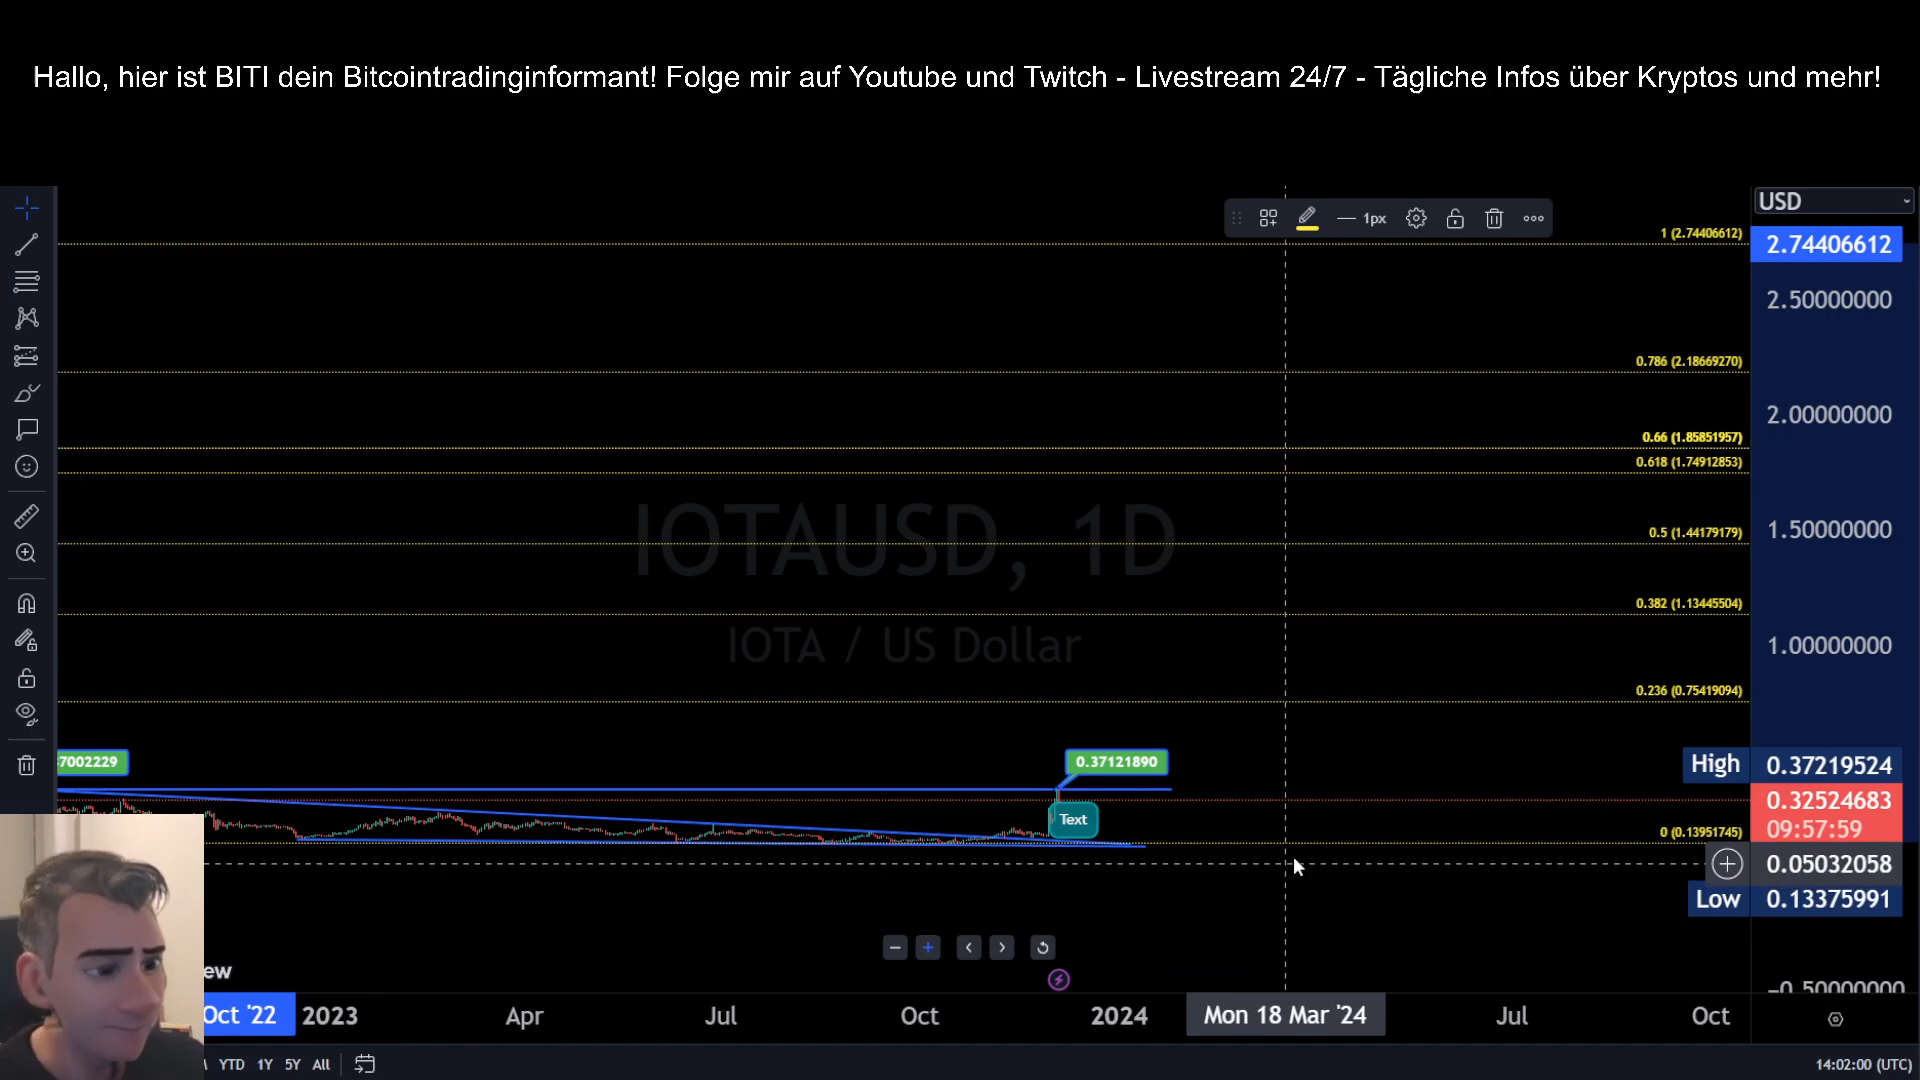 Hallo, hier ist BITI dein Bitcointradinginformant! Folge mir auf Youtube und Twitch - Livestream 24/7 - Tägliche Infos über Kryptos und mehr!
USD
1px
1 (2.74406612)
2.74406612
2.50000000
0.786 (2.18669270)
2.00000000
0.66 (1.85851957)
0.618 (1.74912853)
IOTAUSD, 1D
0.5 (1.44179179)
1.50000000
0.382 (1.13445504)
IOTA / US Dollar
1.00000000
0.236 (0.75419094)
37002229
0.37121890
High 0.37219524
0.32524683
Text
09:57:59
0 (0.13951745)
0.05032058
Low 0.13375991
ew
-0.50000000
Oct '22 2023 Apr Jul Oct 2024 Mon 18 Mar '24 Jul Oct
YTD 1Y 5Y All
14:02:00 (UTC)